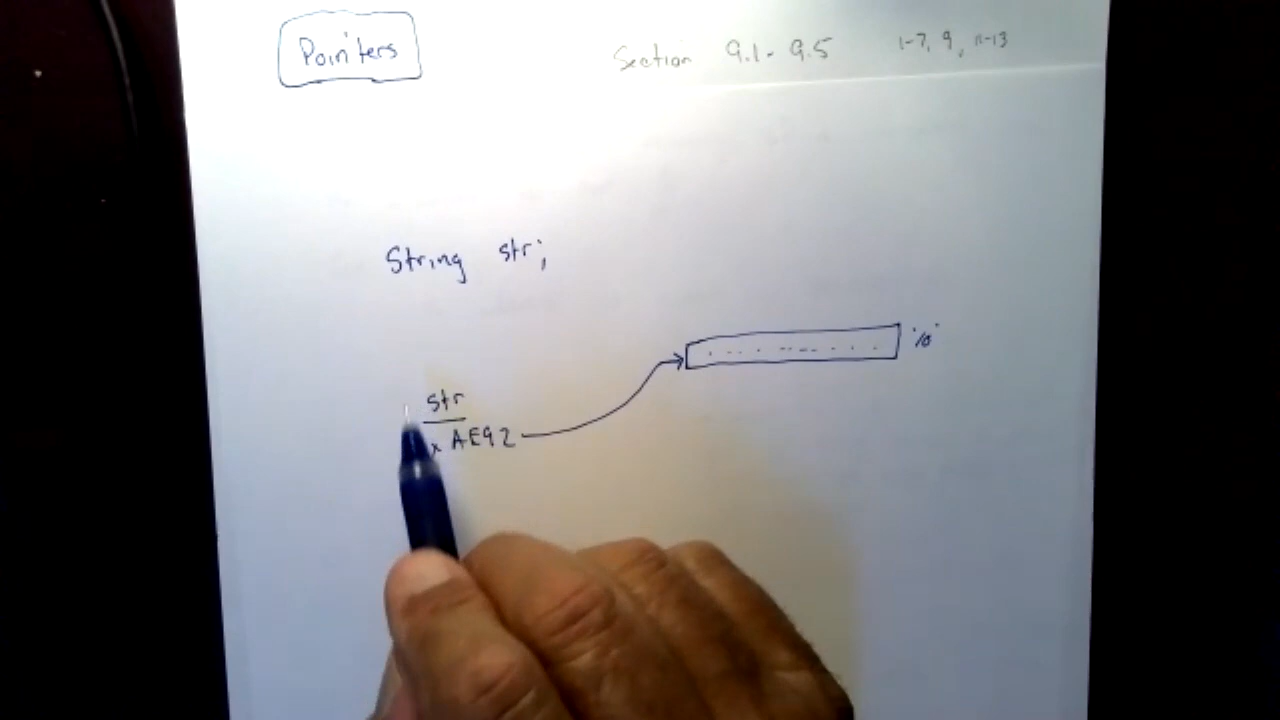 Pointers
Section 9.1 - 9.5 1-7, 9, 11-13
String str;
'\0'
str
x AE92